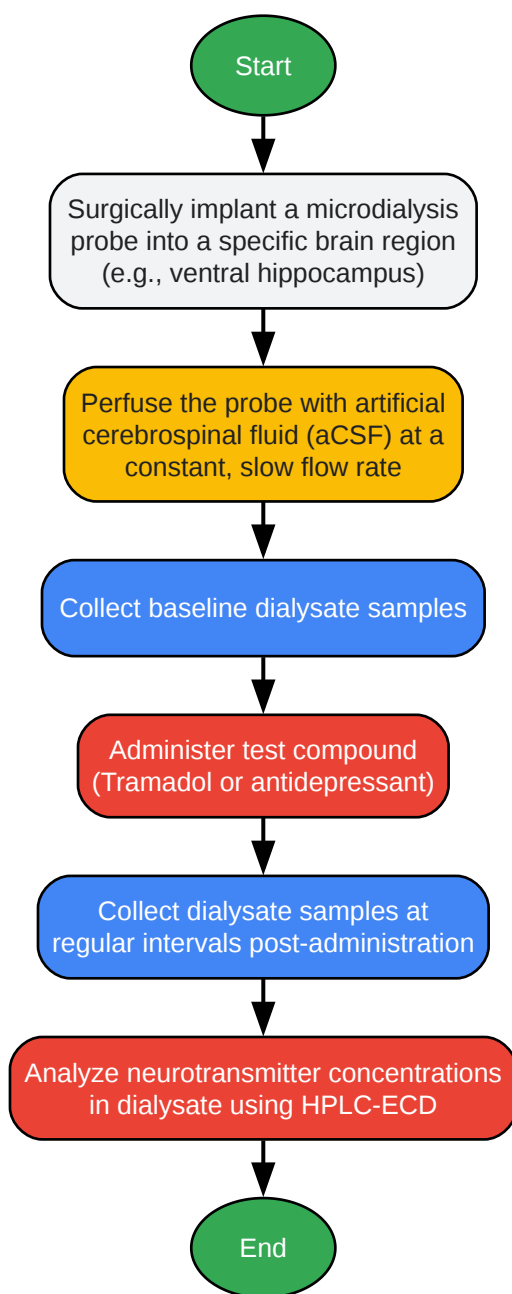 Start
Surgically implant a microdialysis
probe into a specific brain region
(e.g., ventral hippocampus)
Perfuse the probe with artificial
cerebrospinal fluid (aCSF) at a
constant, slow flow rate
Collect baseline dialysate samples
Administer test compound
(Tramadol or antidepressant)
Collect dialysate samples at
regular intervals post-administration
Analyze neurotransmitter concentrations
in dialysate using HPLC-ECD
End